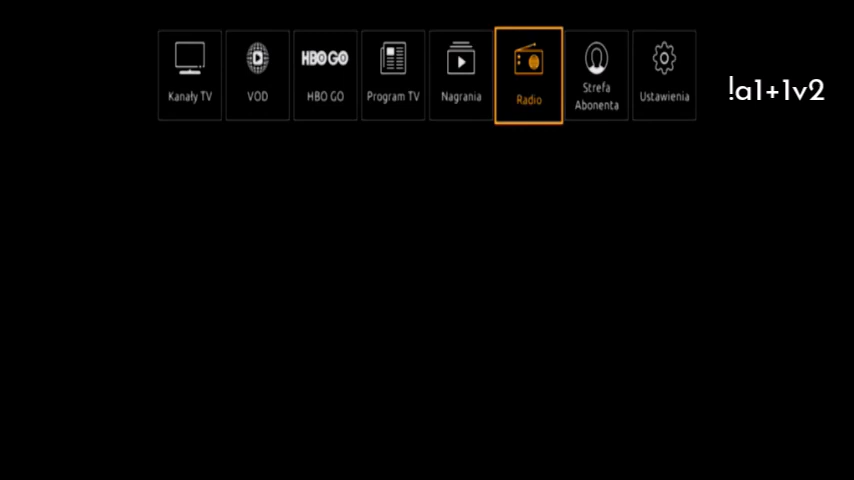 HBO GO
Kanały TV
VOD
HBO GO
Program TV
Nagrania
Radio
Strefa
Abonenta
Ustawienia
!a1+1v2